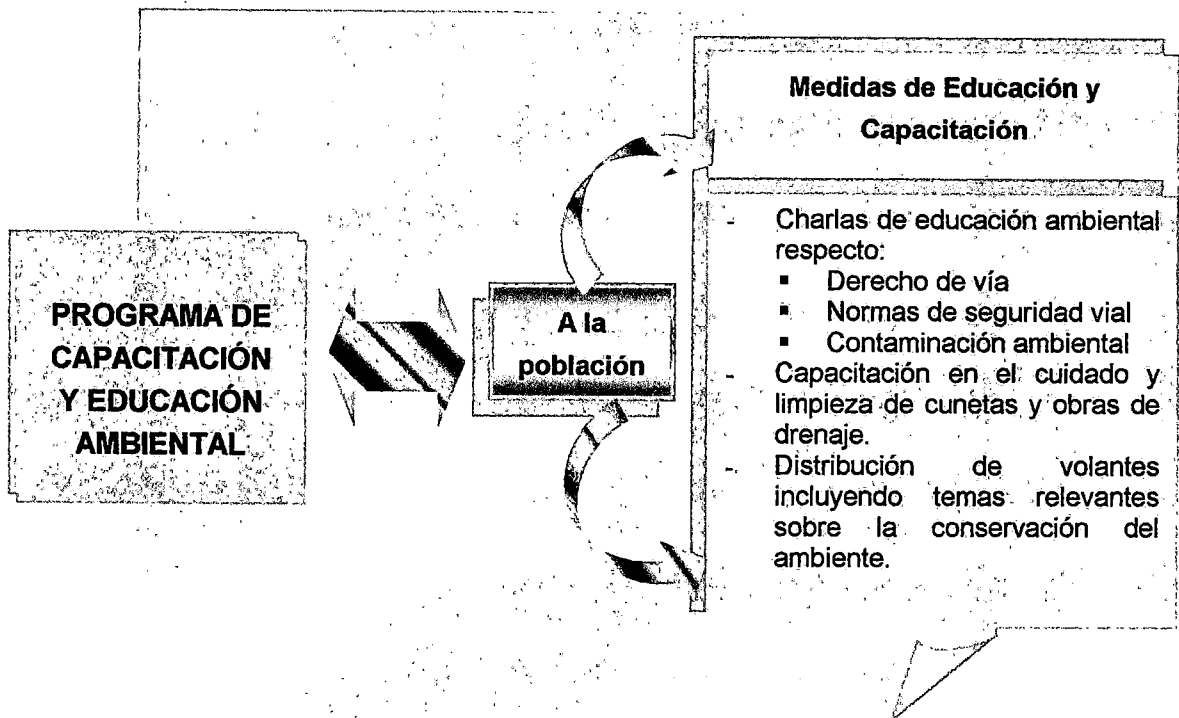 PROGRAMA DE
CAPACITACIÓN
Y EDUCACIÓN
AMBIENTAL
A la
población
Medidas de Educación y
Capacitación
- Charlas de educación ambiental
respecto:
▪ Derecho de vía
▪ Normas de seguridad vial
▪ Contaminación ambiental
- Capacitación en el cuidado y
limpieza de cunetas y obras de
drenaje.
- Distribución de volantes
incluyendo temas relevantes
sobre la conservación del
ambiente.